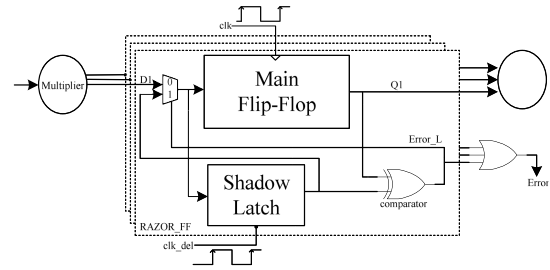 clk
Multiplier
D1
0
1
Main
Flip-Flop
Q1
Error_L
Shadow
Latch
comparator
Error
RAZOR_FF
clk_del